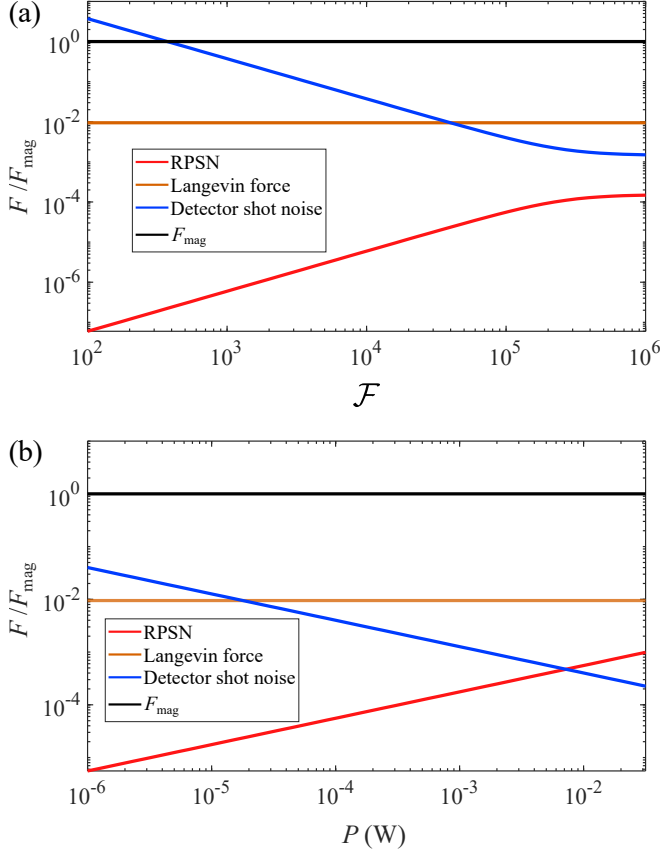 (a)
10^0
10^-2
10^-4
10^-6
F /F_mag
RPSN
Langevin force
Detector shot noise
F_mag
10^2 10^3 10^4 10^5 10^6
ℱ
(b)
10^0
10^-2
10^-4
F /F_mag
RPSN
Langevin force
Detector shot noise
F_mag
10^-6 10^-5 10^-4 10^-3 10^-2
P (W)